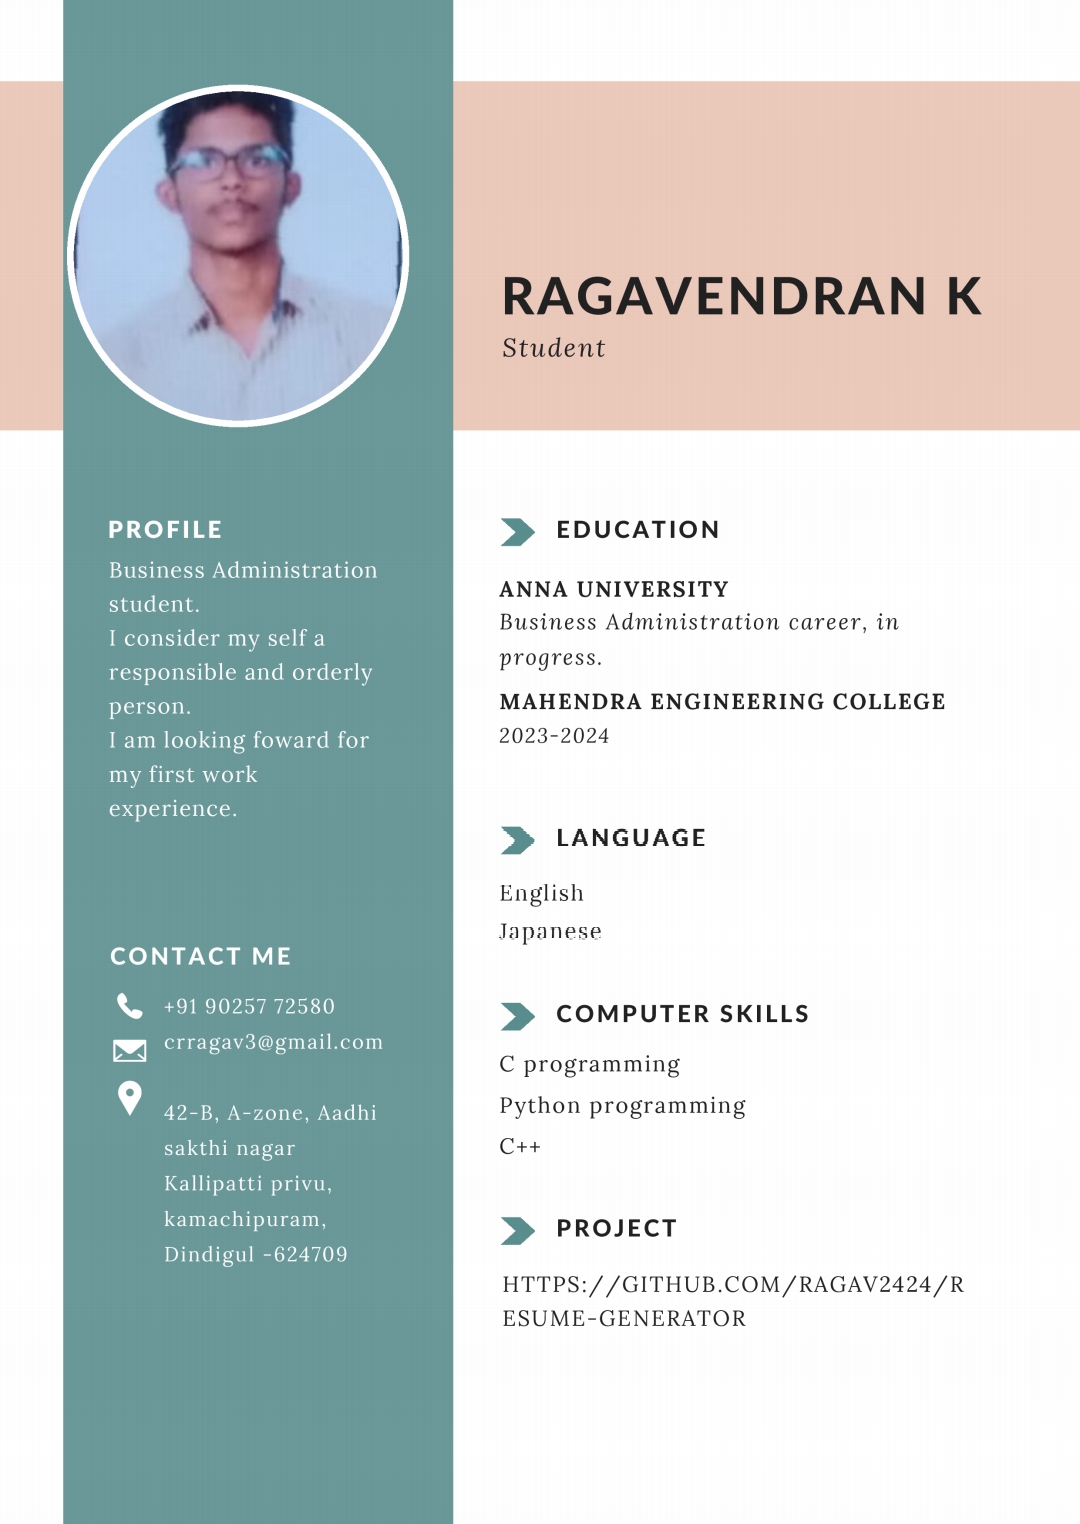 RAGAVENDRAN K
Student
PROFILE
Business Administration
student.
I consider my self a
responsible and orderly
person.
I am looking foward for
my first work
experience.
CONTACT ME
+91 90257 72580
crragav3@gmail.com
42-B, A-zone, Aadhi
sakthi nagar
Kallipatti privu,
kamachipuram,
Dindigul -624709
EDUCATION
ANNA UNIVERSITY
Business Administration career, in
progress.
MAHENDRA ENGINEERING COLLEGE
2023-2024
LANGUAGE
English
Japanese
COMPUTER SKILLS
C programming
Python programming
C++
PROJECT
HTTPS://GITHUB.COM/RAGAV2424/R
ESUME-GENERATOR